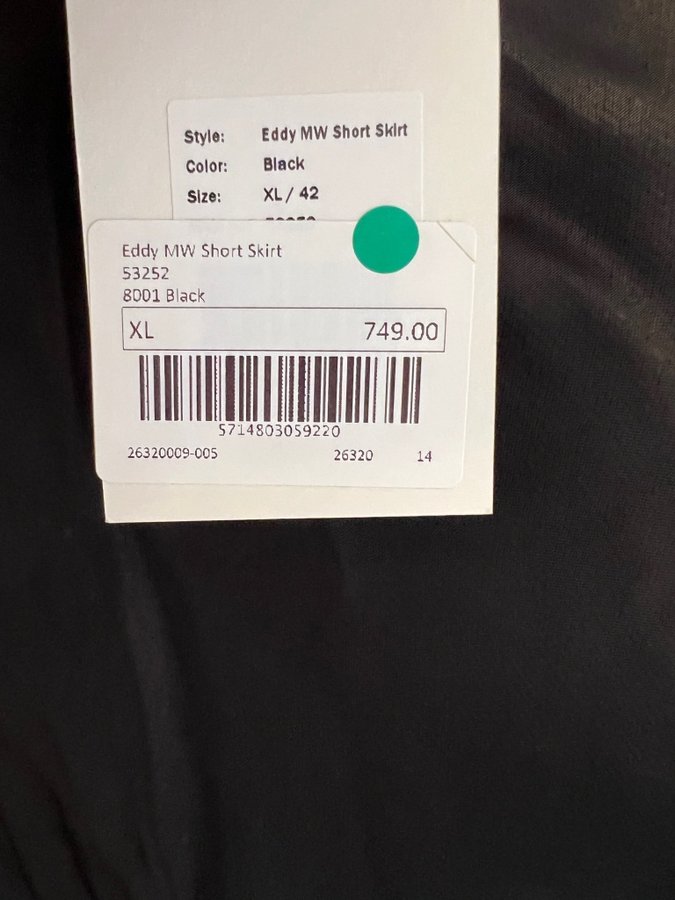 Style: Eddy MW Short Skirt
Color: Black
Size: XL / 42
Eddy MW Short Skirt
53252
8001 Black
XL 749.00
5714803059220
26320009-005 26320 14